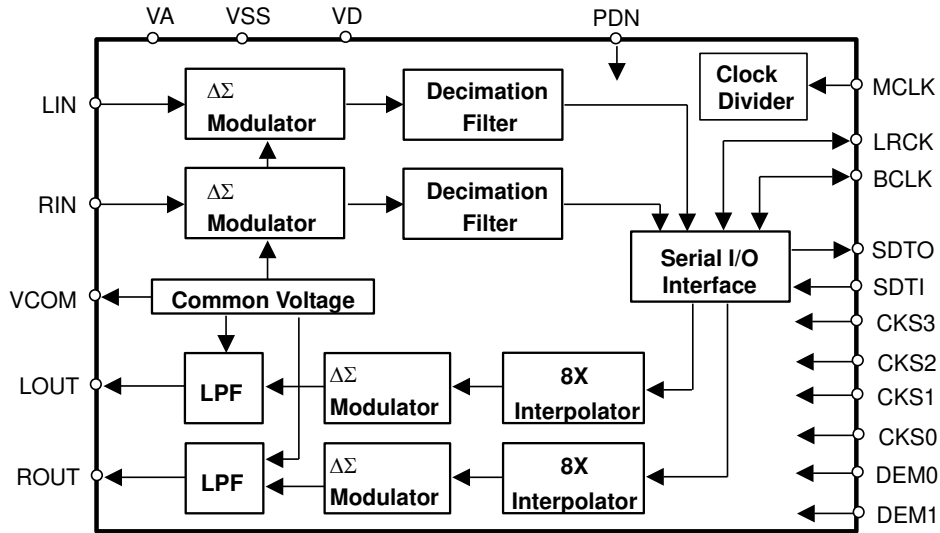 VA
VSS
VD
PDN
LIN
ΔΣ
Modulator
Decimation
Filter
Clock
Divider
MCLK
LRCK
RIN
ΔΣ
Modulator
Decimation
Filter
BCLK
Serial I/O
Interface
SDTO
SDTI
VCOM
Common Voltage
CKS3
CKS2
LOUT
LPF
ΔΣ
Modulator
8X
Interpolator
CKS1
CKS0
ROUT
LPF
ΔΣ
Modulator
8X
Interpolator
DEM0
DEM1